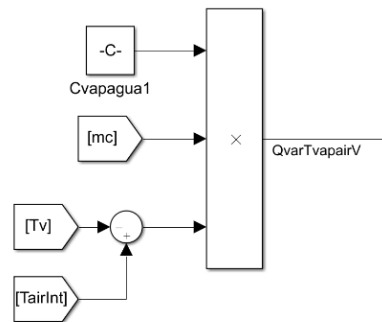 -C-
Cvapagua1
[mc]
×
QvarTvapairV
[Tv]
−
+
[TairInt]